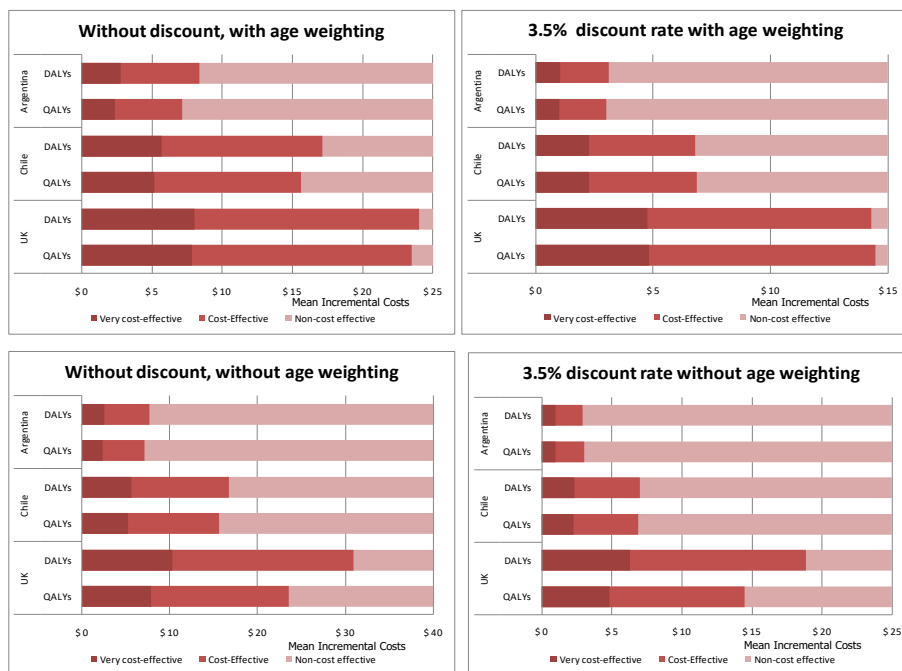 Without discount, with age weighting
Argentina
DALYs
QALYs
Chile
DALYs
QALYs
UK
DALYs
QALYs
$ 0 $ 5 $ 10 $ 15 $ 20 $ 25
Mean Incremental Costs
Very cost-effective Cost-Effective Non-cost effective
3.5% discount rate with age weighting
Argentina
DALYs
QALYs
Chile
DALYs
QALYs
UK
DALYs
QALYs
$ 0 $ 5 $ 10 $ 15
Mean Incremental Costs
Very cost-effective Cost-Effective Non-cost effective
Without discount, without age weighting
Argentina
DALYs
QALYs
Chile
DALYs
QALYs
UK
DALYs
QALYs
$ 0 $ 10 $ 20 $ 30 $ 40
Mean Incremental Costs
Very cost-effective Cost-Effective Non-cost effective
3.5% discount rate without age weighting
Argentina
DALYs
QALYs
Chile
DALYs
QALYs
UK
DALYs
QALYs
$ 0 $ 5 $ 10 $ 15 $ 20 $ 25
Mean Incremental Costs
Very cost-effective Cost-Effective Non-cost effective